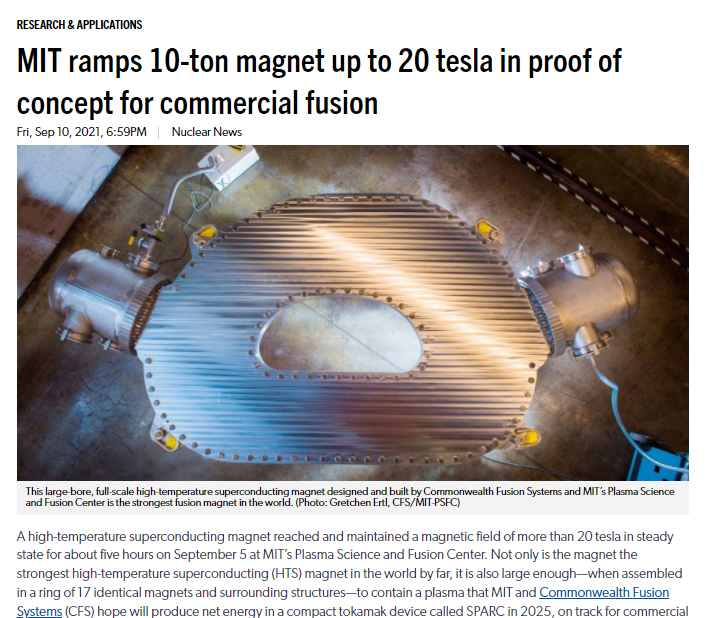 RESEARCH & APPLICATIONS
MIT ramps 10-ton magnet up to 20 tesla in proof of
concept for commercial fusion
Fri, Sep 10, 2021, 6:59PM | Nuclear News
This large-bore, full-scale high-temperature superconducting magnet designed and built by Commonwealth Fusion Systems and MIT's Plasma Science
and Fusion Center is the strongest fusion magnet in the world. (Photo: Gretchen Ertl, CFS/MIT-PSFC)
A high-temperature superconducting magnet reached and maintained a magnetic field of more than 20 tesla in steady
state for about five hours on September 5 at MIT's Plasma Science and Fusion Center. Not only is the magnet the
strongest high-temperature superconducting (HTS) magnet in the world by far, it is also large enough—when assembled
in a ring of 17 identical magnets and surrounding structures—to contain a plasma that MIT and Commonwealth Fusion
Systems (CFS) hope will produce net energy in a compact tokamak device called SPARC in 2025, on track for commercial